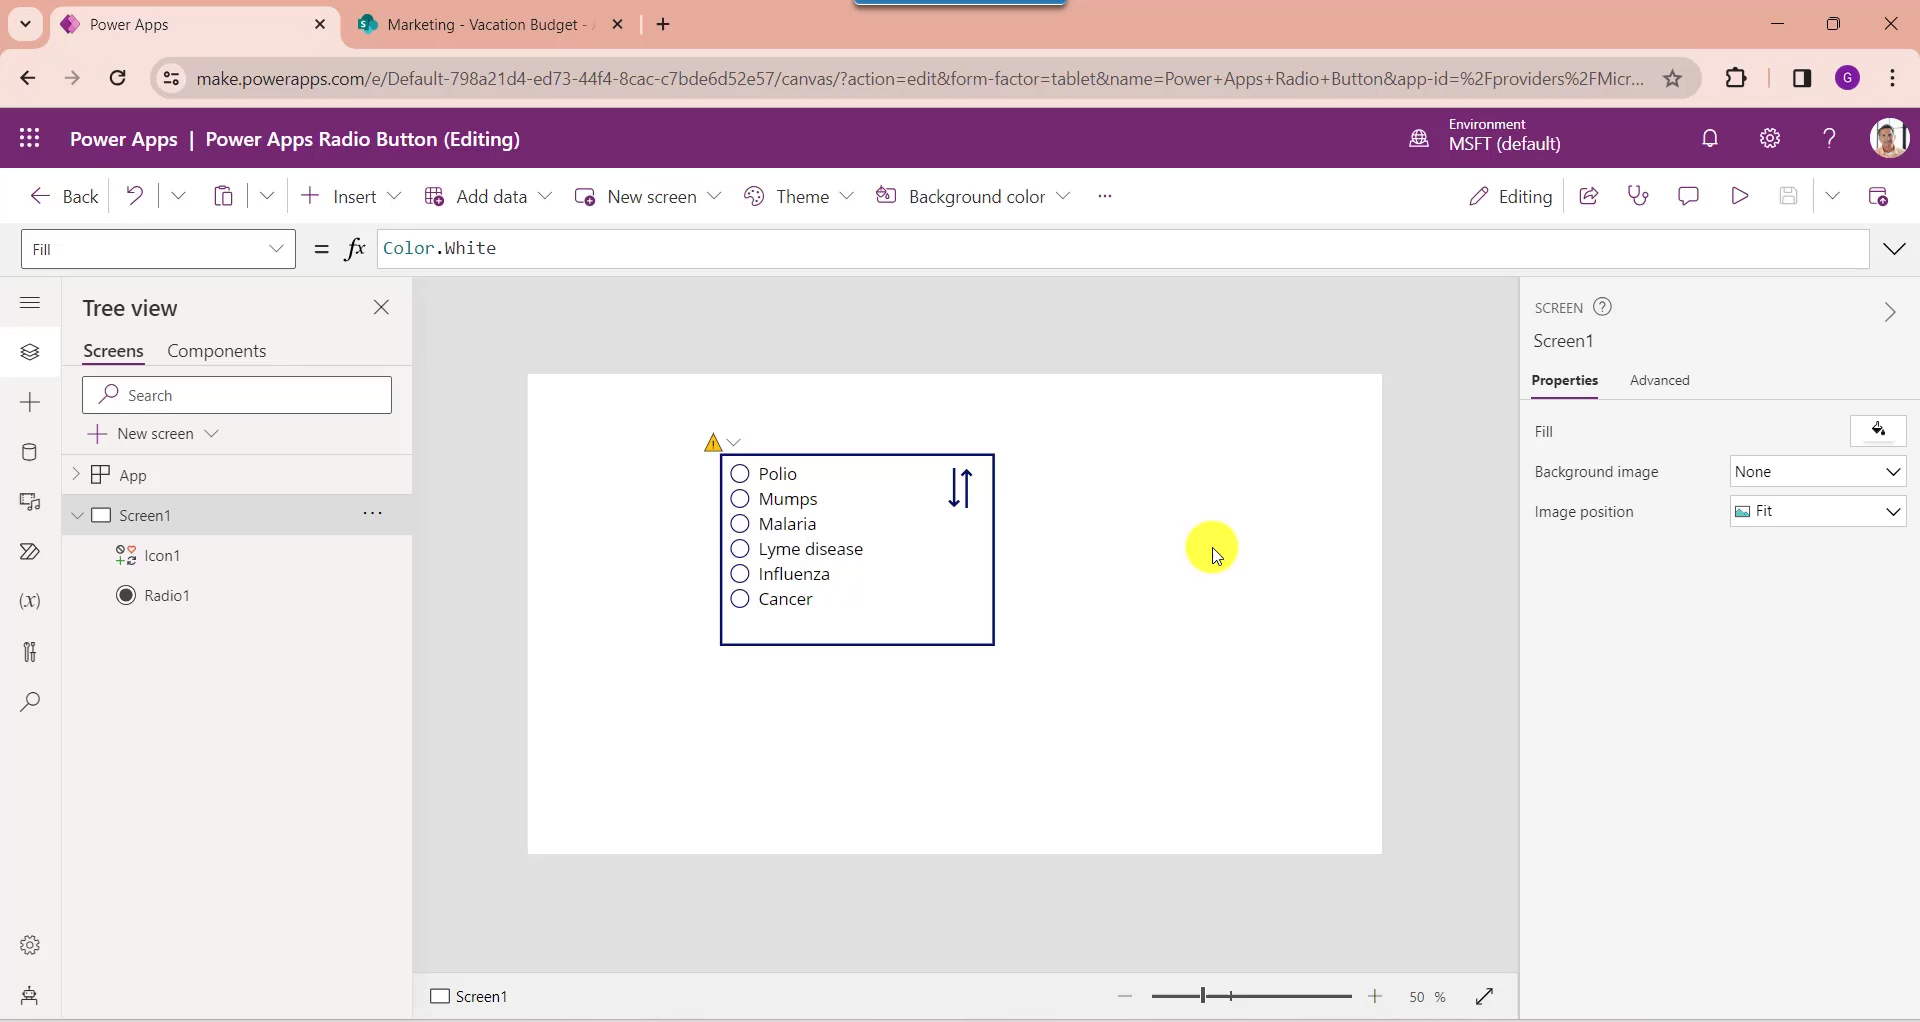 Power Apps
Marketing - Vacation Budget -
make.powerapps.com/e/Default-798a21d4-ed73-44f4-8cac-c7bde6d52e57/canvas/?action=edit&form-factor=tablet&name=Power+Apps+Radio+Button&app-id=%2Fproviders%2FMicr...
G
Power Apps | Power Apps Radio Button (Editing)
Environment
MSFT (default)
Back
Insert
Add data
New screen
Theme
Background color
Editing
Fill
= fx
Color.White
Tree view
Screens
Components
Search
New screen
App
Screen1
Icon1
Radio1
Polio
Mumps
Malaria
Lyme disease
Influenza
Cancer
SCREEN
Screen1
Properties
Advanced
Fill
Background image
None
Image position
Fit
Screen1
50 %